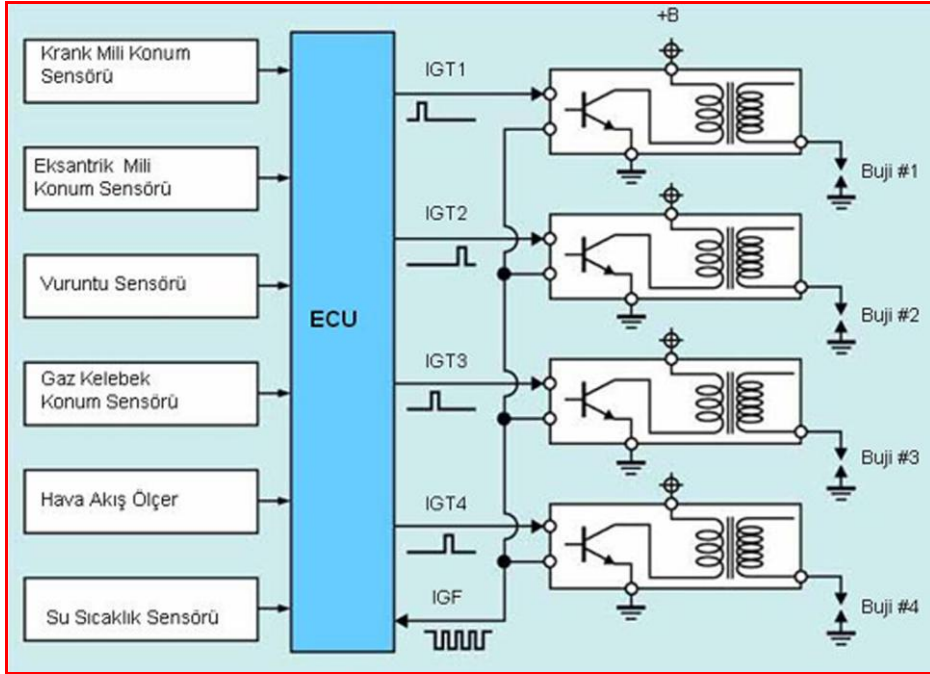 Krank Mili Konum
Sensörü
Eksantrik Mili
Konum Sensörü
Vuruntu Sensörü
Gaz Kelebek
Konum Sensörü
Hava Akış Ölçer
Su Sıcaklık Sensörü
ECU
IGT1
IGT2
IGT3
IGT4
IGF
+B
Buji #1
Buji #2
Buji #3
Buji #4